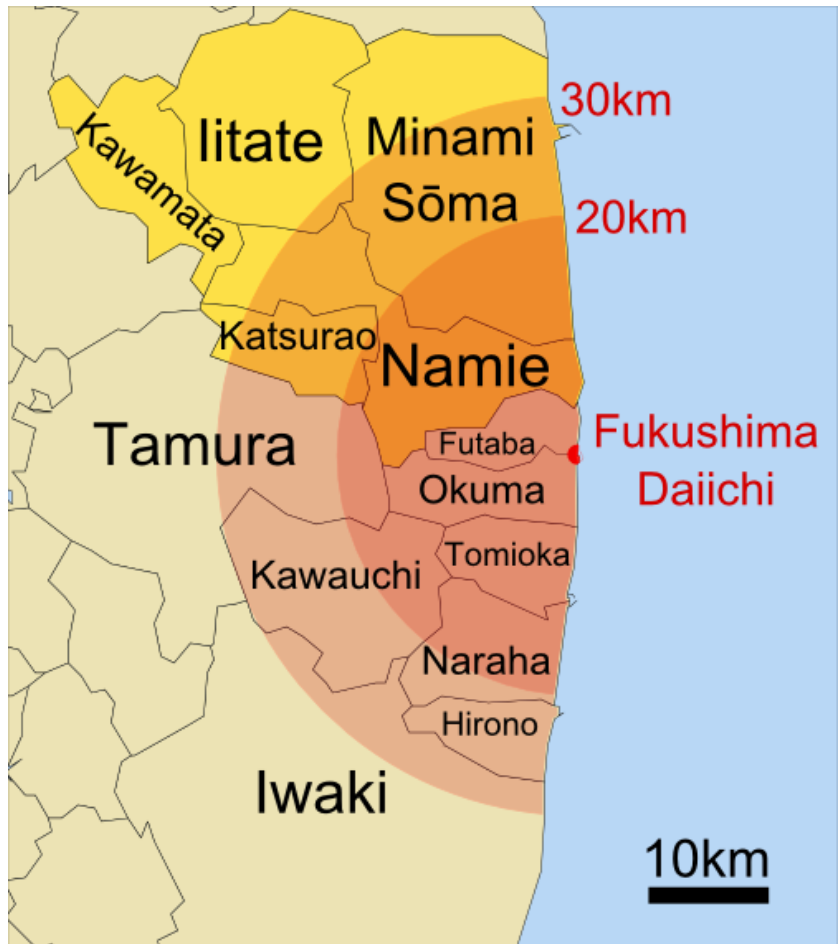 30km
Iitate
Minami
Sōma
Kawamata
20km
Katsurao
Namie
Tamura
Futaba
Fukushima
Daiichi
Okuma
Tomioka
Kawauchi
Naraha
Hirono
Iwaki
10km